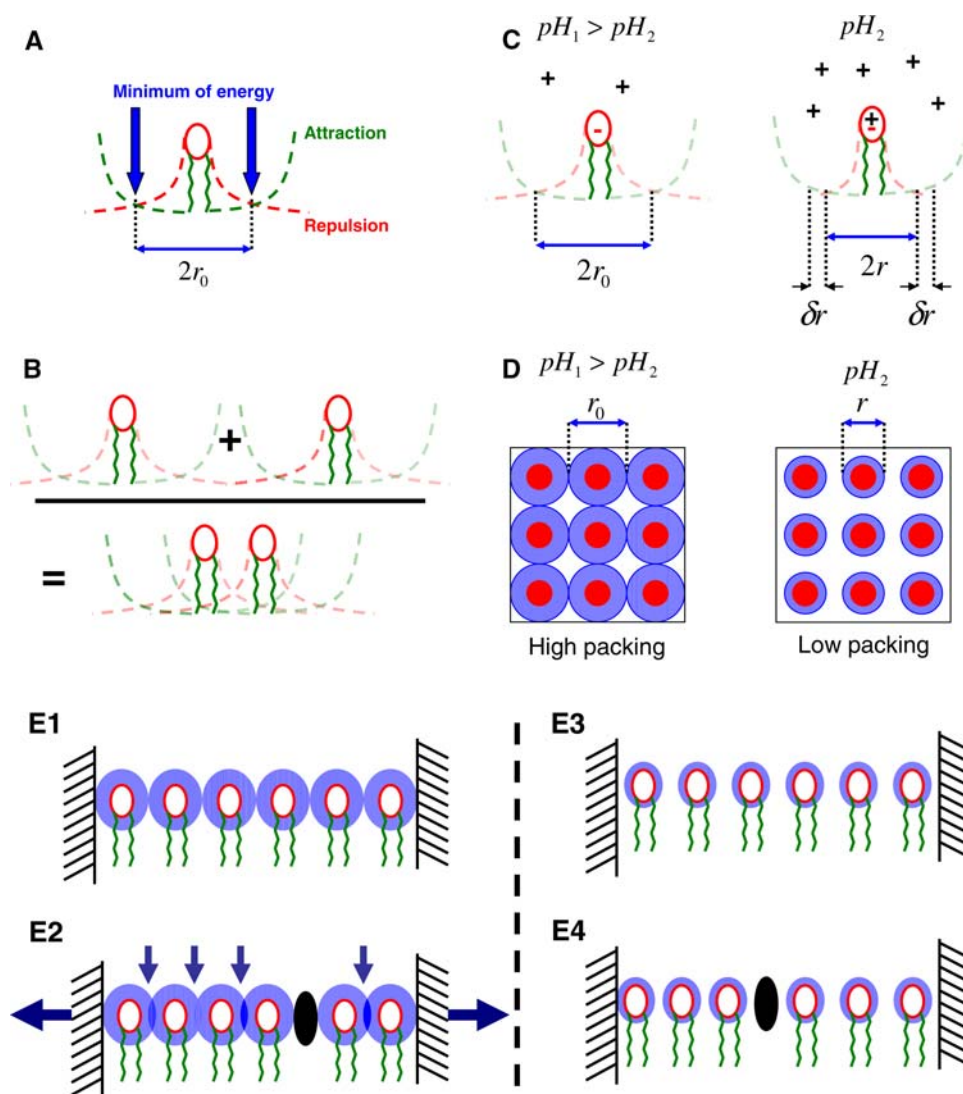 A
Minimum of energy
Attraction
Repulsion
2r₀
C
pH₁ > pH₂
pH₂
+ +
-
+ + + + +
+
-
2r₀
2r
δr δr
B
+
=
D
pH₁ > pH₂
pH₂
r₀
r
High packing
Low packing
E1
E3
E2
E4